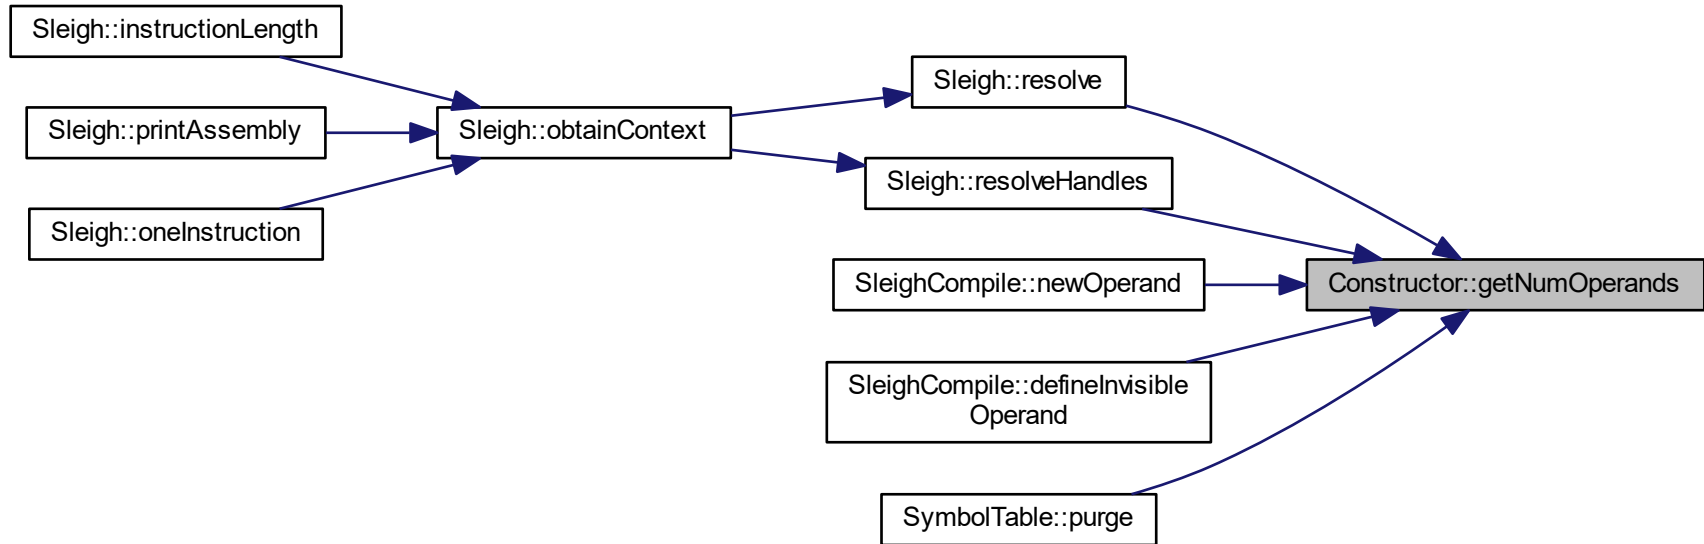 Sleigh::instructionLength
Sleigh::printAssembly
Sleigh::oneInstruction
Sleigh::obtainContext
Sleigh::resolve
Sleigh::resolveHandles
SleighCompile::newOperand
SleighCompile::defineInvisible
Operand
SymbolTable::purge
Constructor::getNumOperands